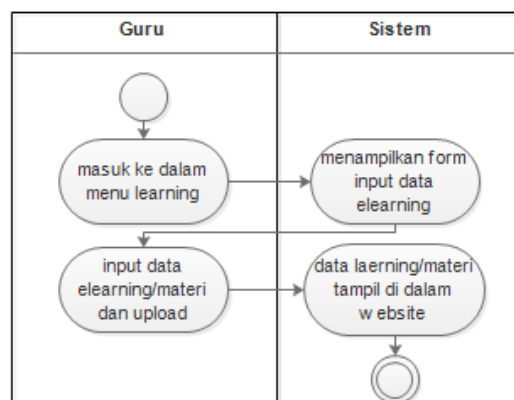 Guru
Sistem
masuk ke dalam
menu learning
menampilkan form
input data
elearning
input data
elearning/materi
dan upload
data laerning/materi
tampil di dalam
website